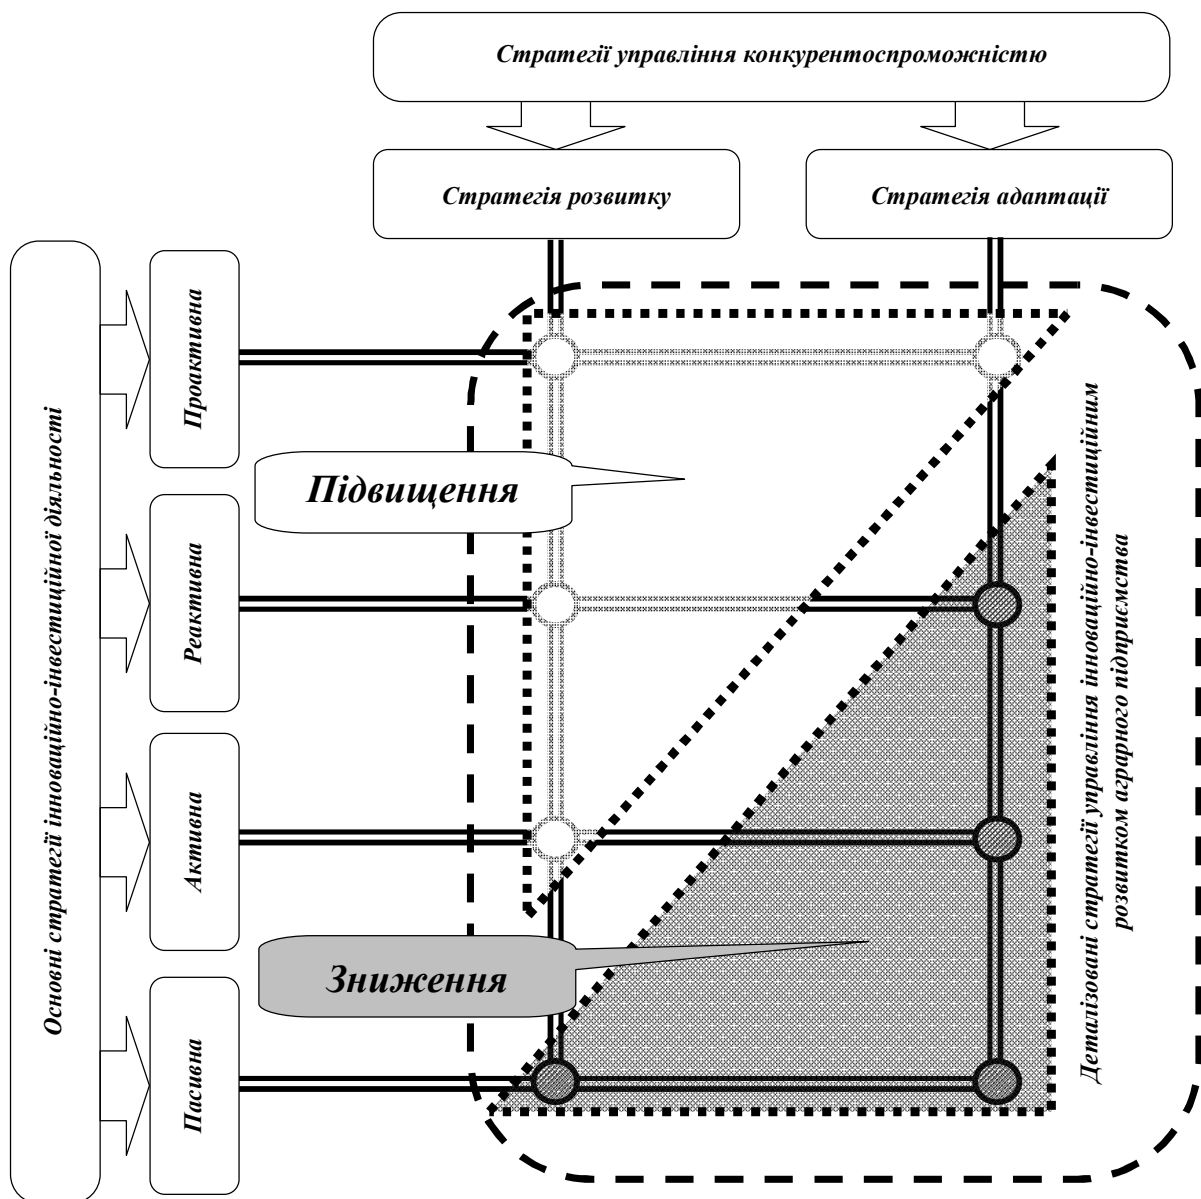 Стратегії управління конкурентоспроможністю
Стратегія розвитку
Стратегія адаптації
Основні стратегії інноваційно-інвестиційної діяльності
Проактивна
Реактивна
Активна
Пасивна
Підвищення
Зниження
Деталізовані стратегії управління інноваційно-інвестиційним
розвитком аграрного підприємства